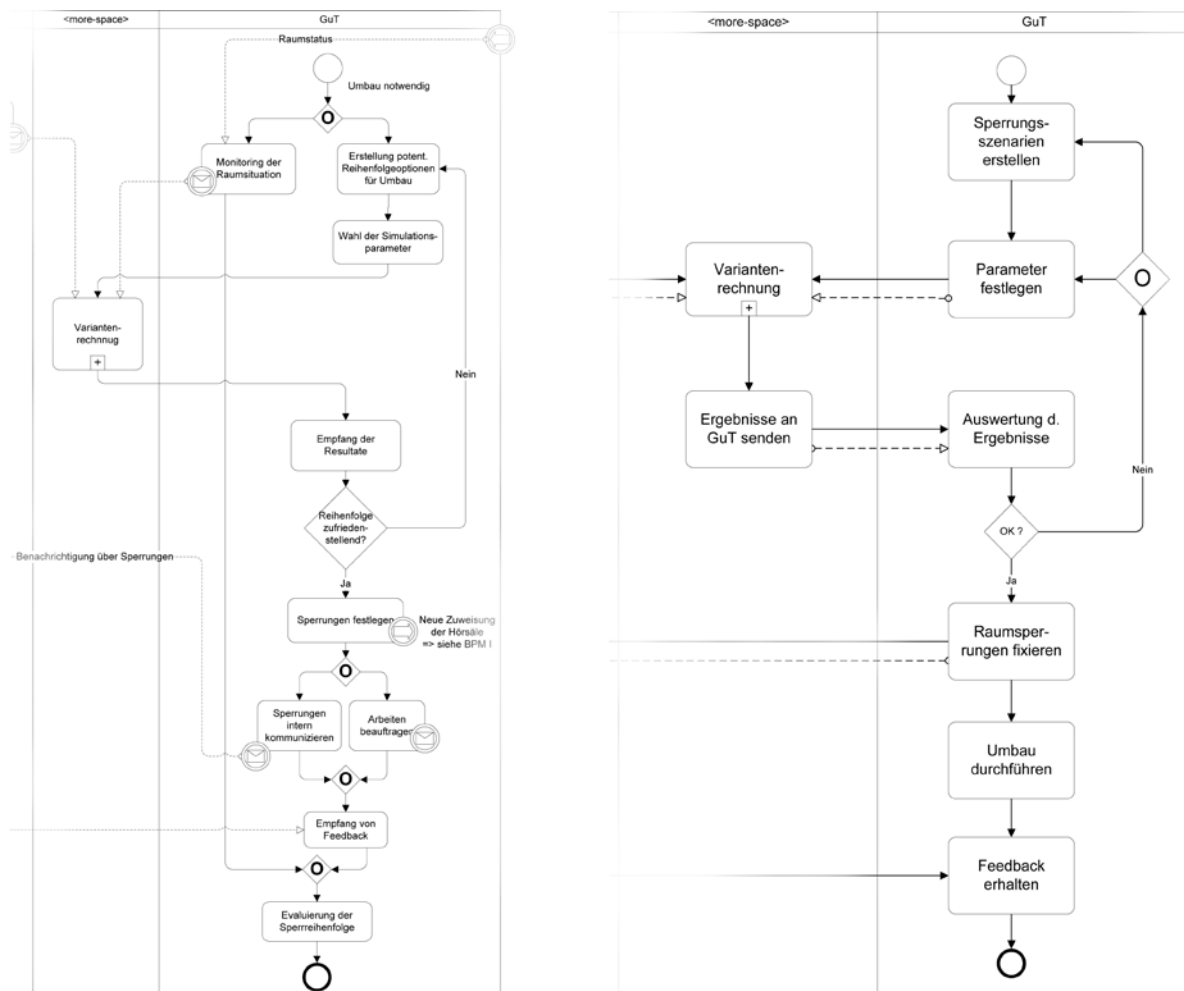 <more-space>
GuT
Raumstatus
Umbau notwendig
O
Monitoring der
Raumsituation
Erstellung potent.
Reihenfolgeoptionen
für Umbau
Wahl der Simulations-
parameter
Varianten-
rechnnug
+
Nein
Empfang der
Resultate
Reihenfolge
zufrieden-
stellend?
Benachrichtigung über Sperrungen
Ja
Sperrungen festlegen
Neue Zuweisung
der Hörsäle
=> siehe BPM I
O
Sperrungen
intern
kommunizieren
Arbeiten
beauftragen
O
Empfang von
Feedback
O
Evaluierung der
Sperrreihenfolge
<more-space>
GuT
Sperrungs-
szenarien
erstellen
Varianten-
rechnung
+
Parameter
festlegen
O
Ergebnisse an
GuT senden
Auswertung d.
Ergebnisse
Nein
OK ?
Ja
Raumsper-
rungen fixieren
Umbau
durchführen
Feedback
erhalten